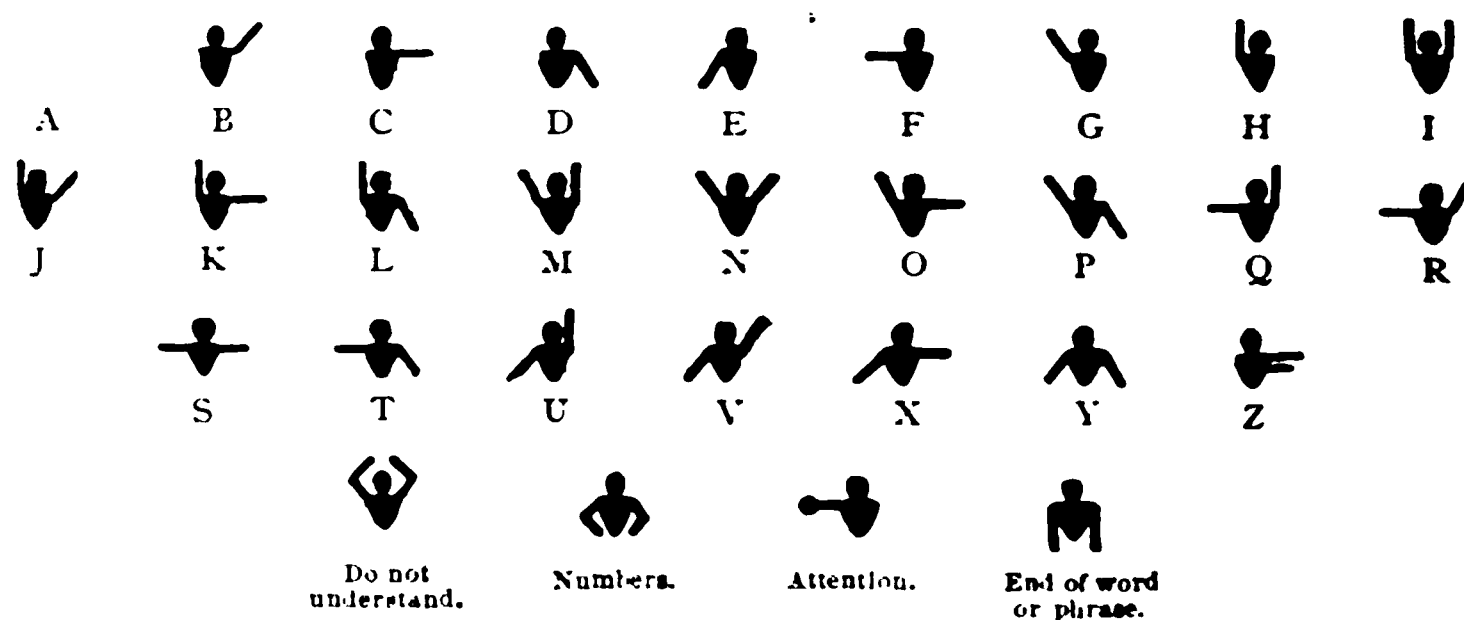 A B C D E F G H I
J K L M N O P Q R
S T U V X Y Z
Do not
understand.
Numbers.
Attention.
End of word
or phrase.